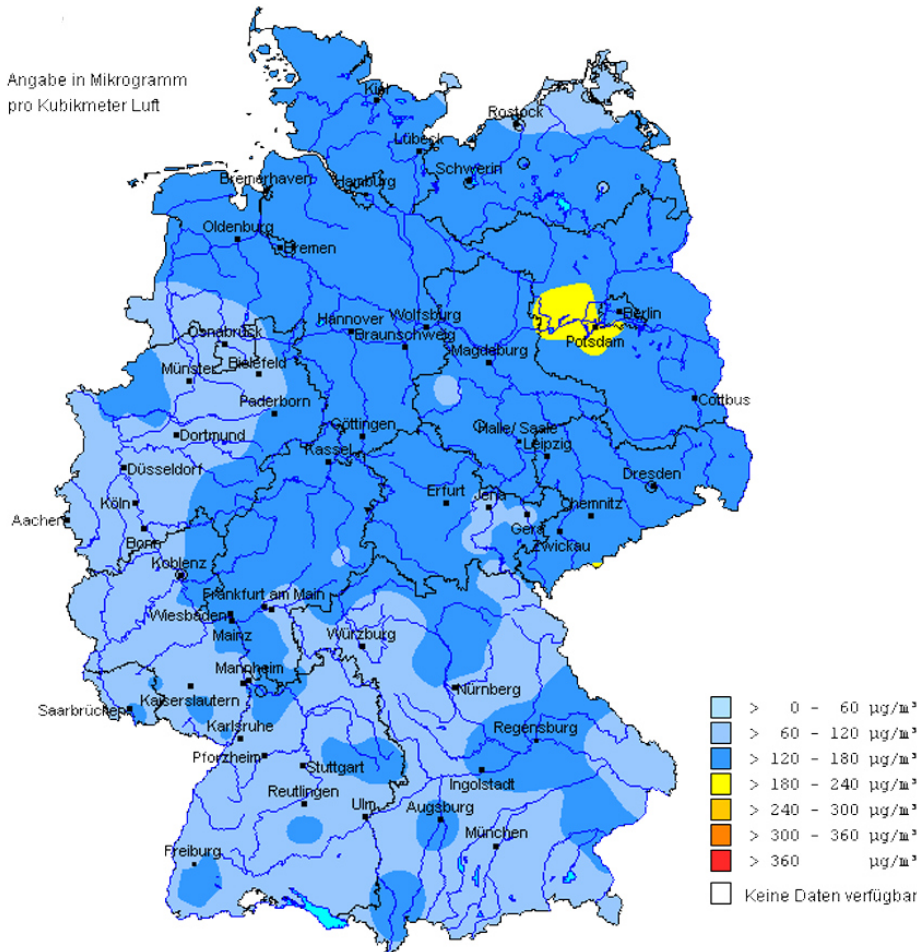 Angabe in Mikrogramm
pro Kubikmeter Luft
Kiel
Rostock
Lübeck
Schwerin
Bremerhaven
Hamburg
Oldenburg
Bremen
Berlin
Potsdam
Hannover
Wolfsburg
Braunschweig
Osnabrück
Magdeburg
Bielefeld
Münster
Paderborn
Cottbus
Dortmund
Göttingen
Halle/ Saale
Leipzig
Kassel
Düsseldorf
Dresden
Köln
Erfurt
Jena
Chemnitz
Aachen
Gera
Zwickau
Bonn
Koblenz
Frankfurt am Main
Wiesbaden
Mainz
Würzburg
Mannheim
Nürnberg
Kaiserslautern
Saarbrücken
Karlsruhe
Regensburg
Pforzheim
Stuttgart
Ingolstadt
Reutlingen
Ulm
Augsburg
München
Freiburg
> 0 - 60 µg/m³
> 60 - 120 µg/m³
> 120 - 180 µg/m³
> 180 - 240 µg/m³
> 240 - 300 µg/m³
> 300 - 360 µg/m³
> 360 µg/m³
Keine Daten verfügbar